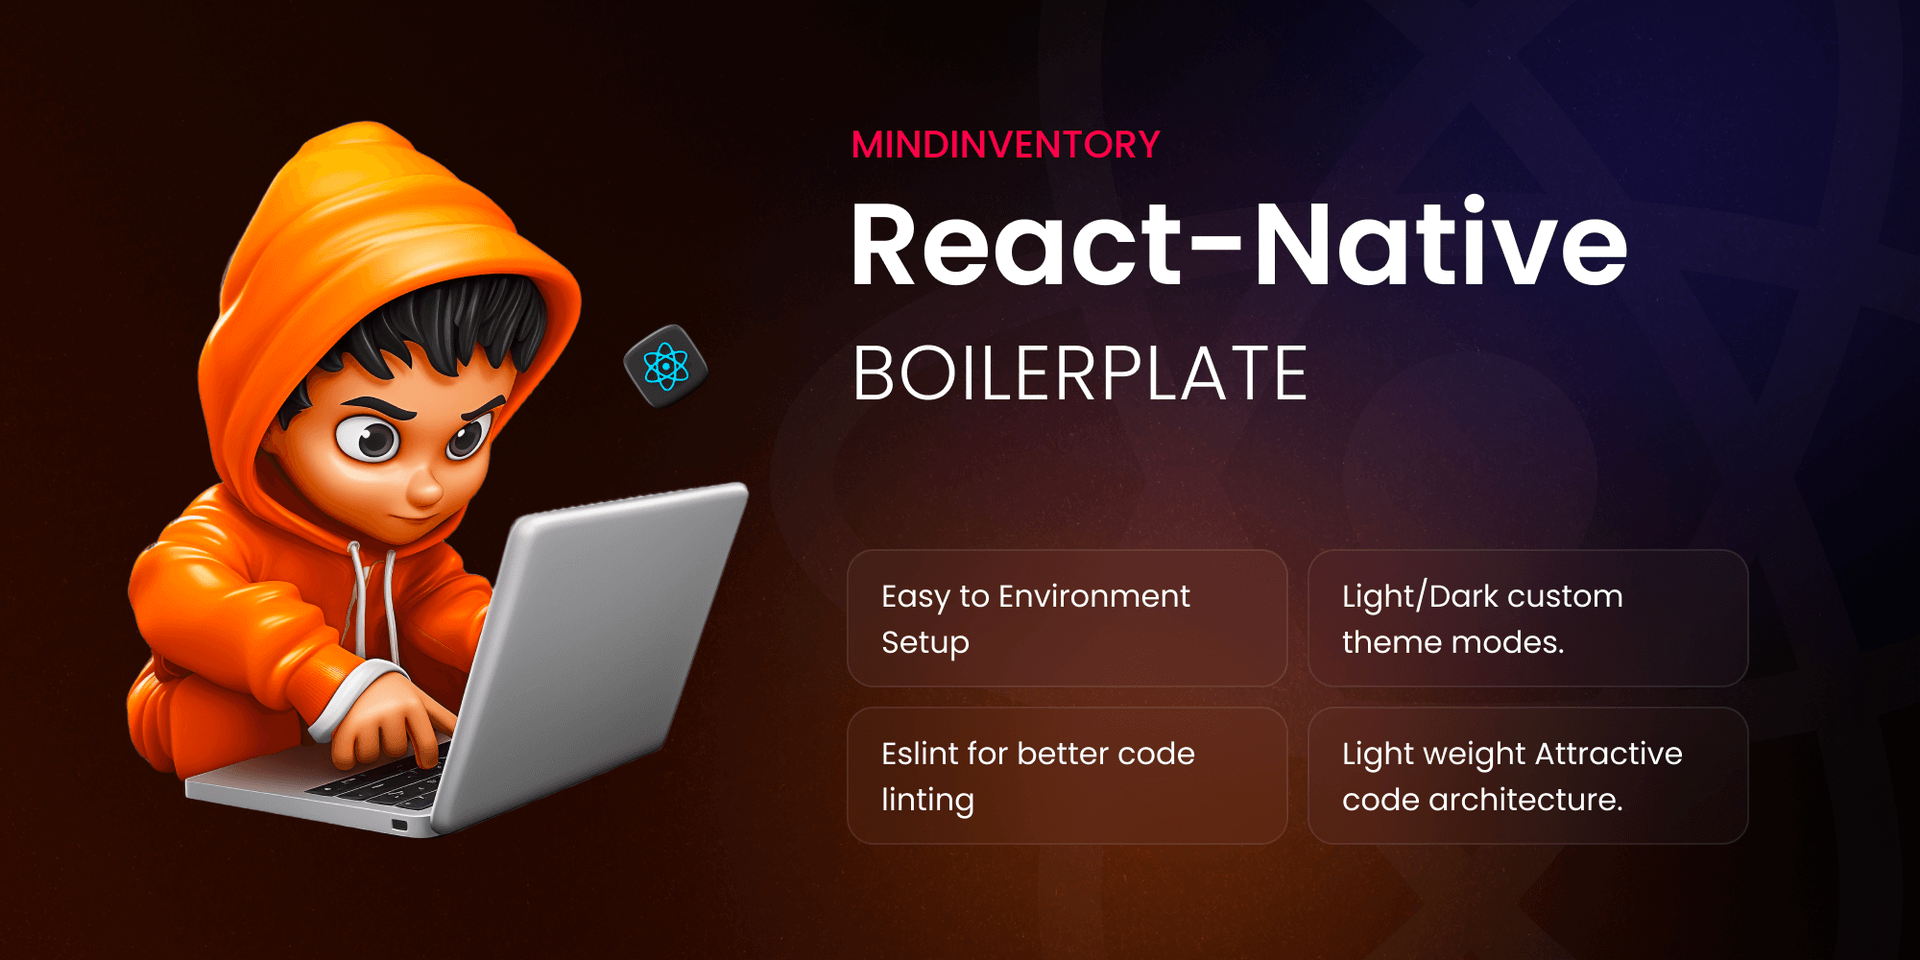 MINDINVENTORY
React-Native
BOILERPLATE
Easy to Environment
Setup
Light/Dark custom
theme modes.
Eslint for better code
linting
Light weight Attractive
code architecture.